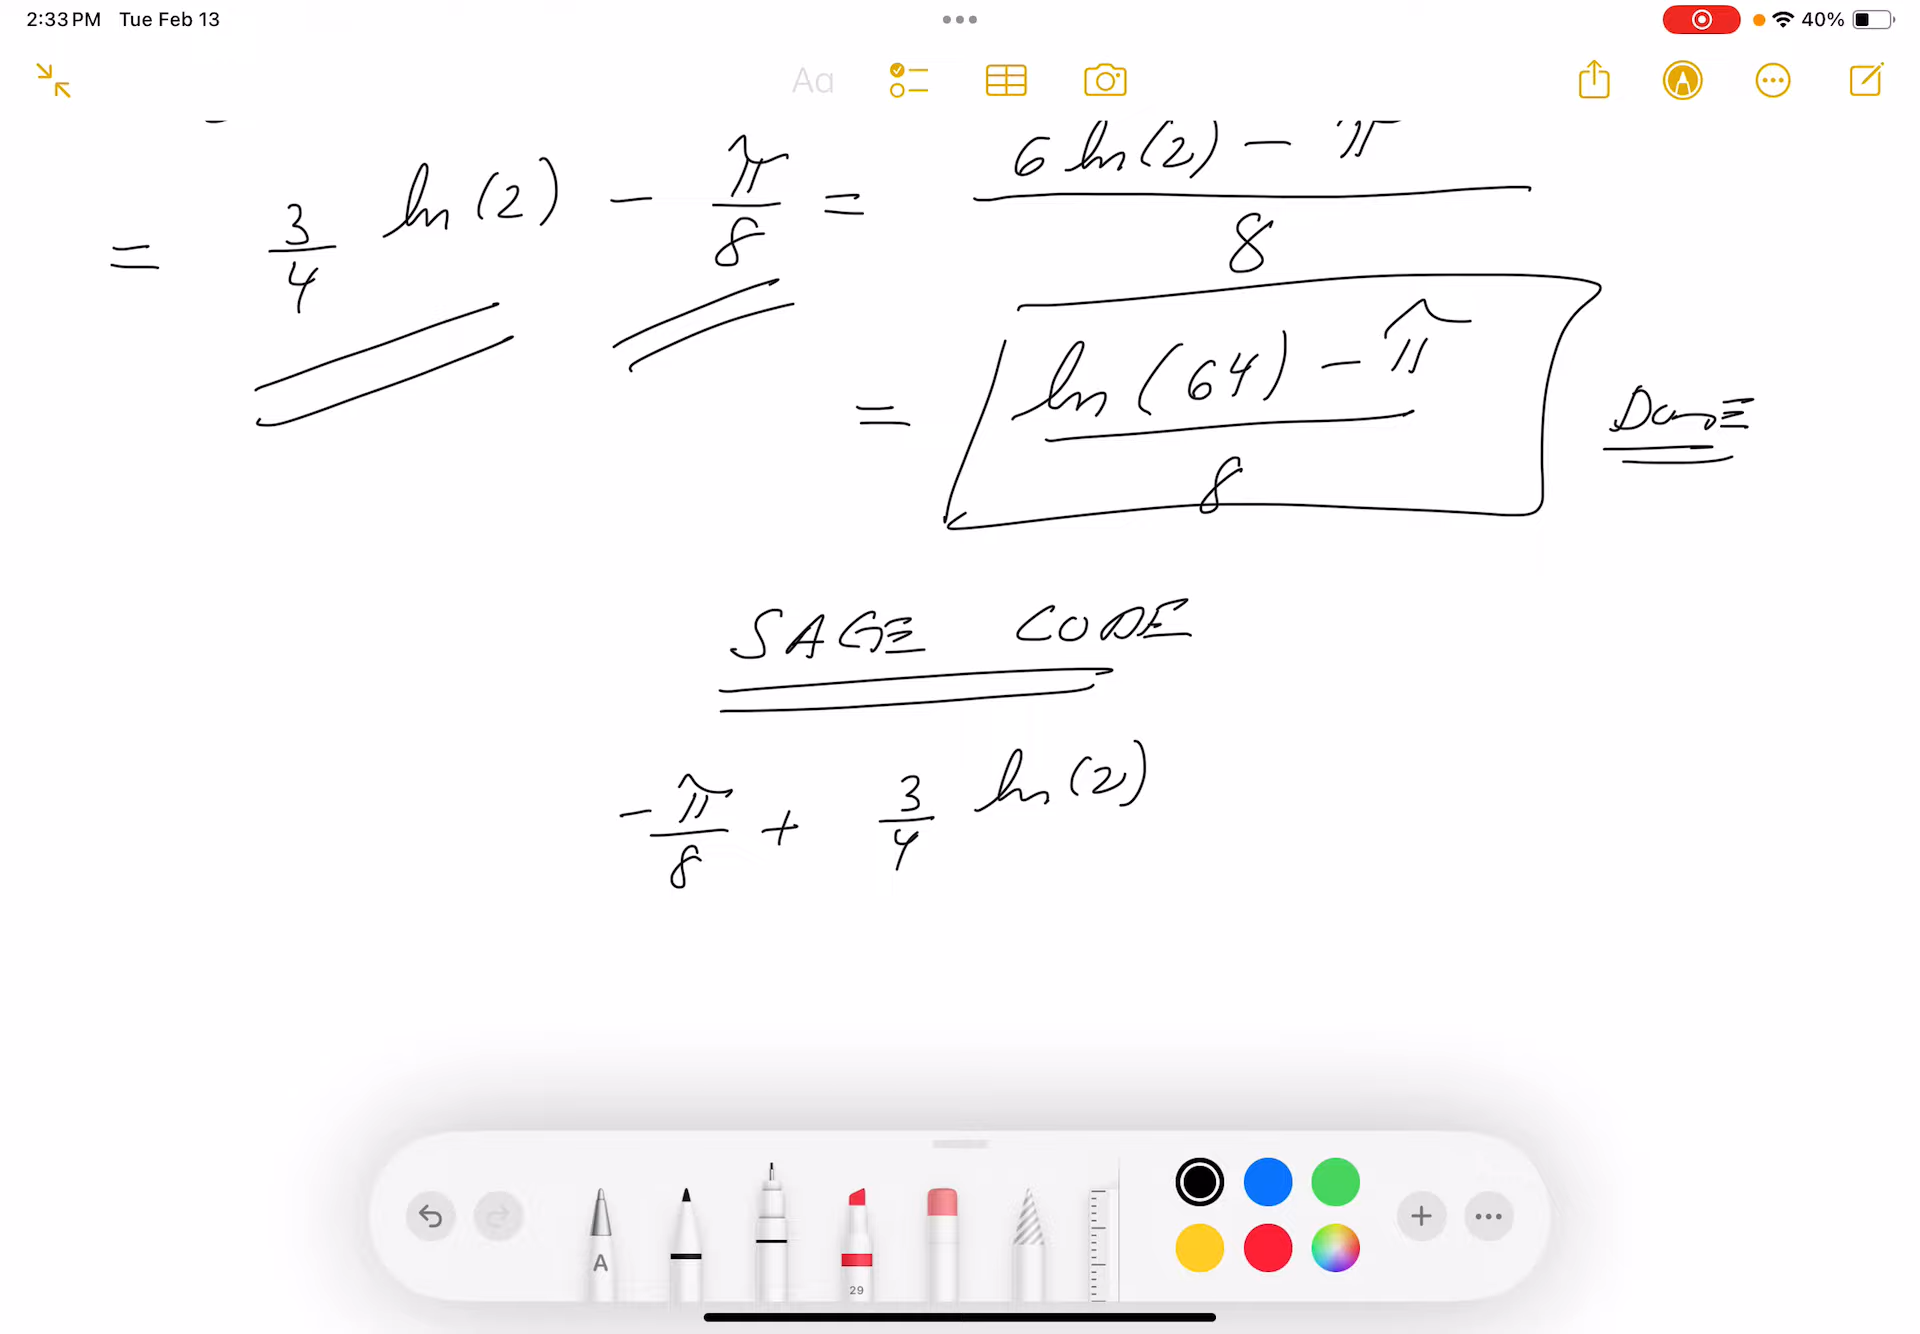 2:33 PM Tue Feb 13
40%
Aa
= 3/4 ln(2) - π/8 = (6 ln(2) - π)/8
= (ln(64) - π)/8 DONE
SAGE CODE
-π/8 + 3/4 ln(2)
A
29